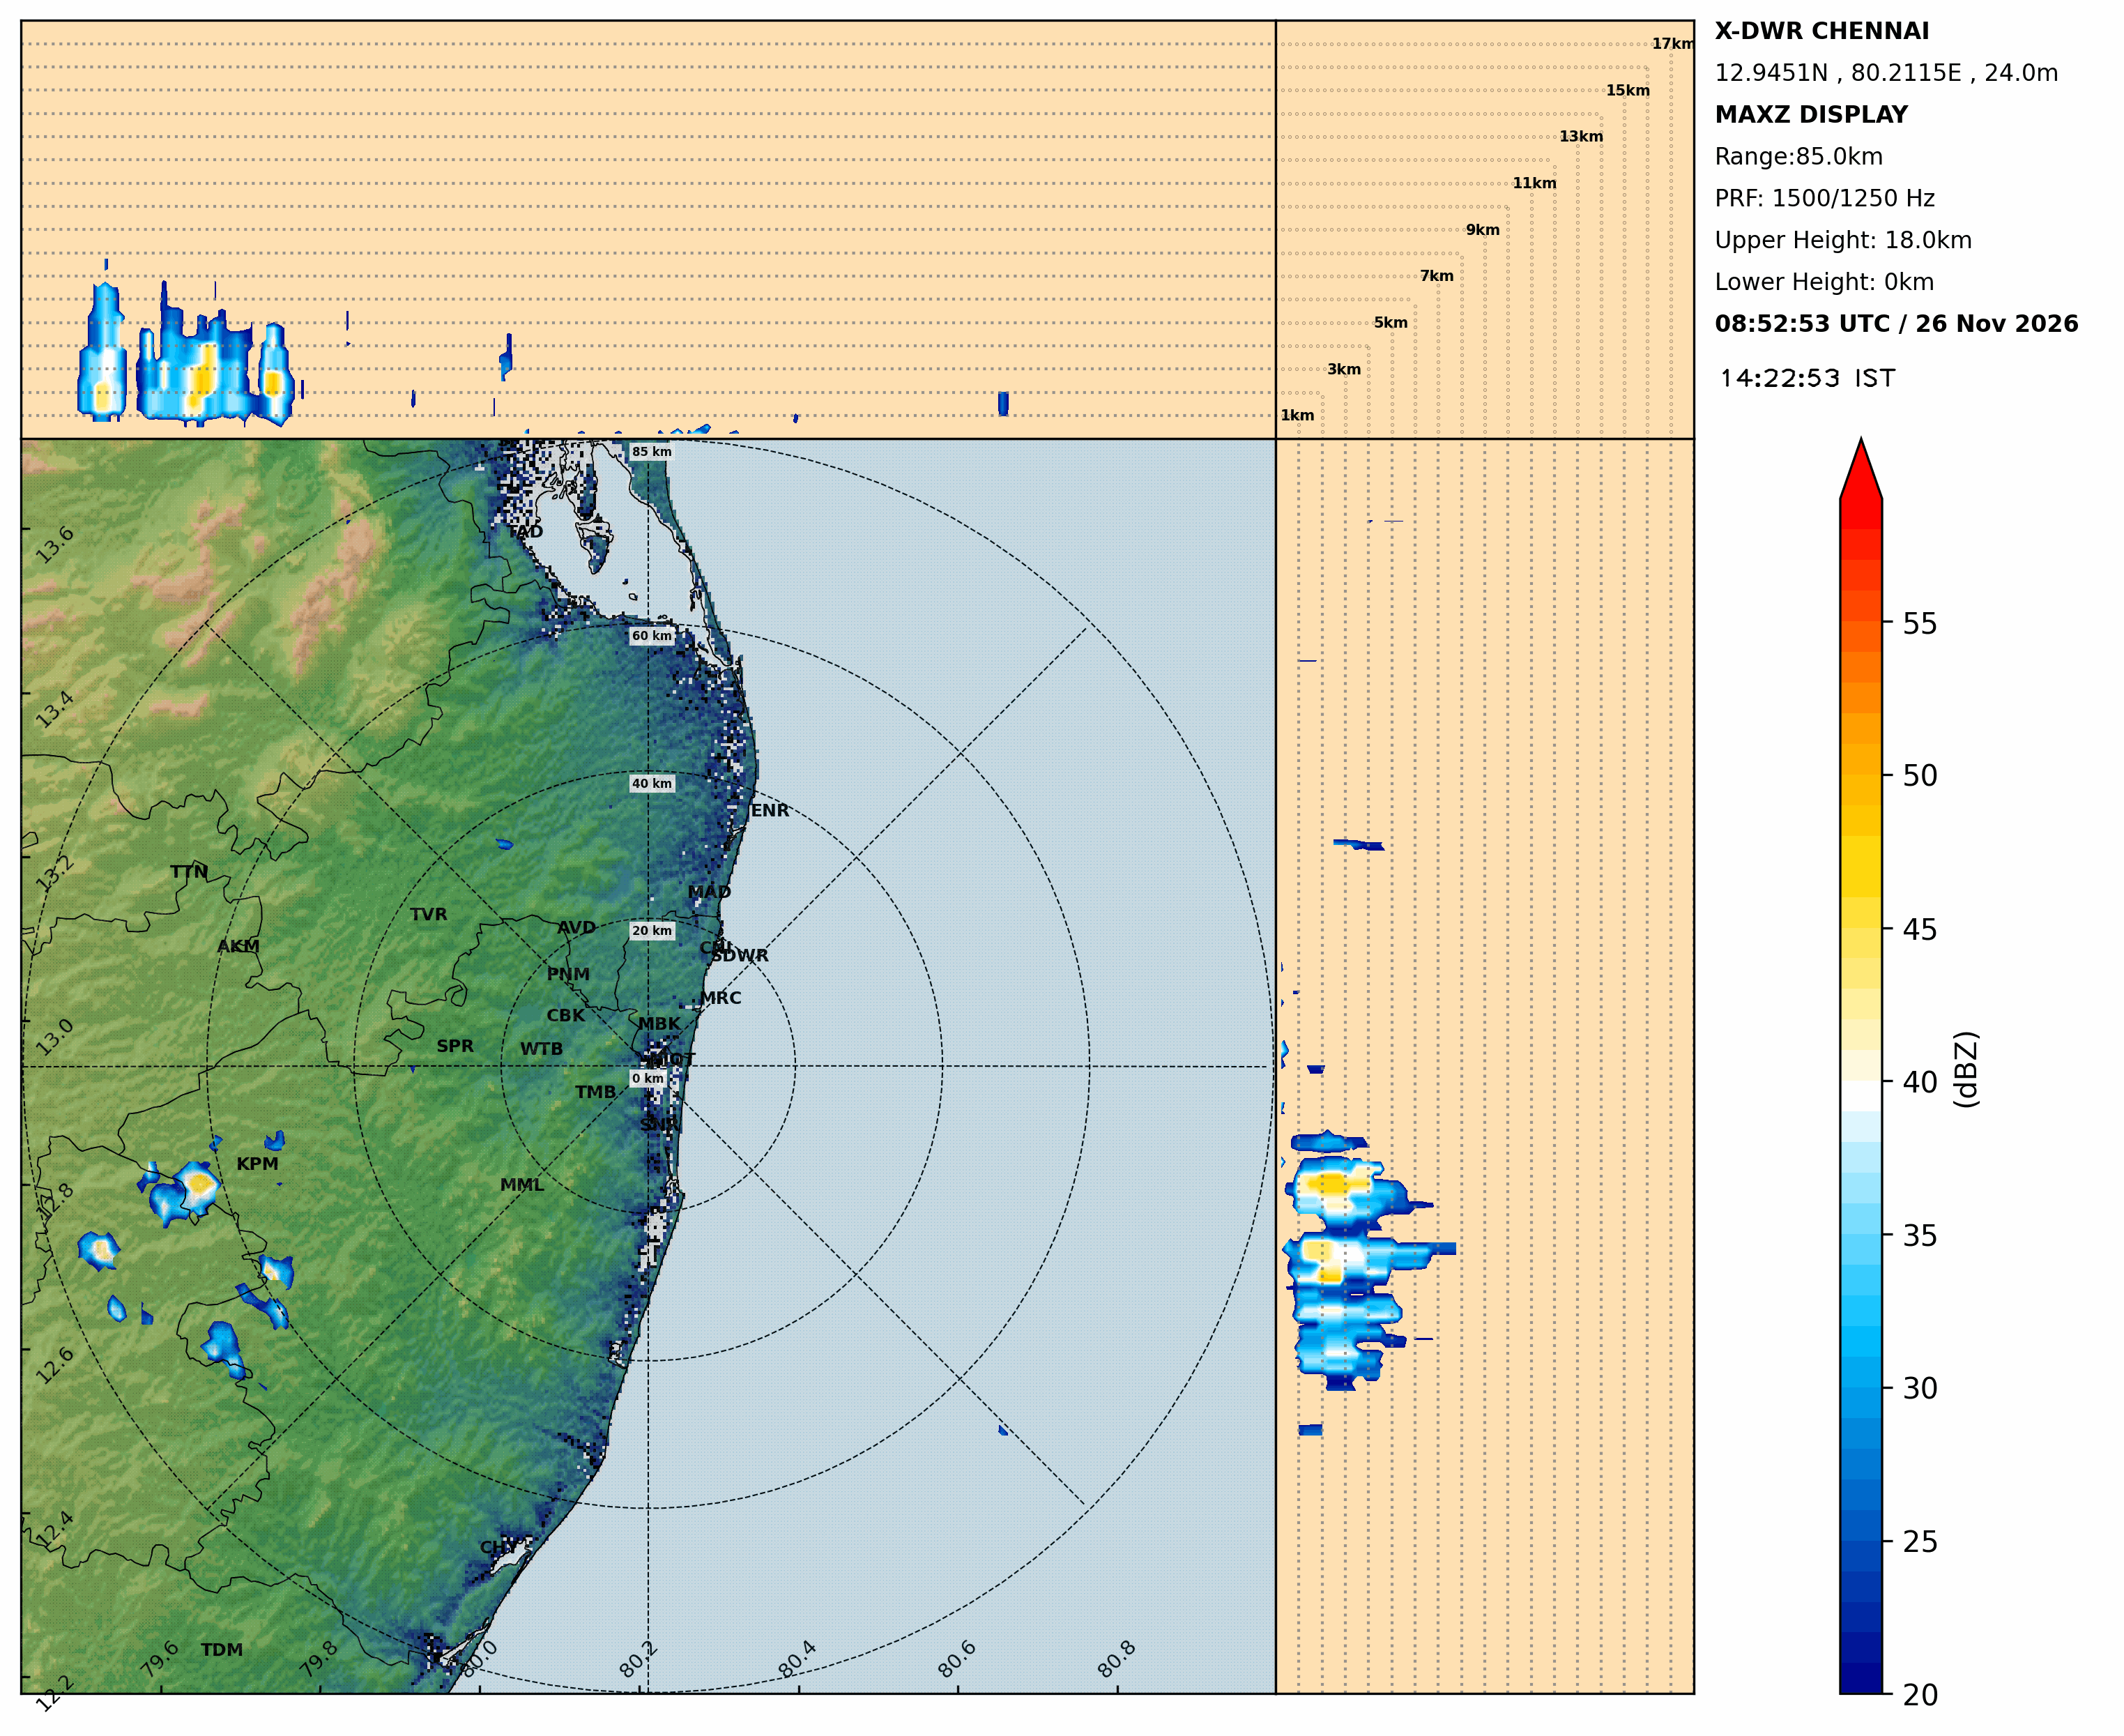 X-DWR CHENNAI
12.9451N , 80.2115E , 24.0m
MAXZ DISPLAY
Range:85.0km
PRF: 1500/1250 Hz
Upper Height: 18.0km
Lower Height: 0km
08:52:53 UTC / 26 Nov 2026
14:22:53 IST
17km
15km
13km
11km
9km
7km
5km
3km
1km
85 km
TAD
13.6
60 km
13.4
40 km
ENR
13.2
TTN
MAD
TVR
AVD
20 km
AKM
SDWR
PNM
MRC
CBK
MBK
13.0
SPR
WTB
0 km
TMB
SNR
KPM
MML
12.8
12.6
12.4
CHY
TDM
12.2
79.6
79.8
80.0
80.2
80.4
80.6
80.8
55
50
45
40
35
30
25
20
(dBZ)